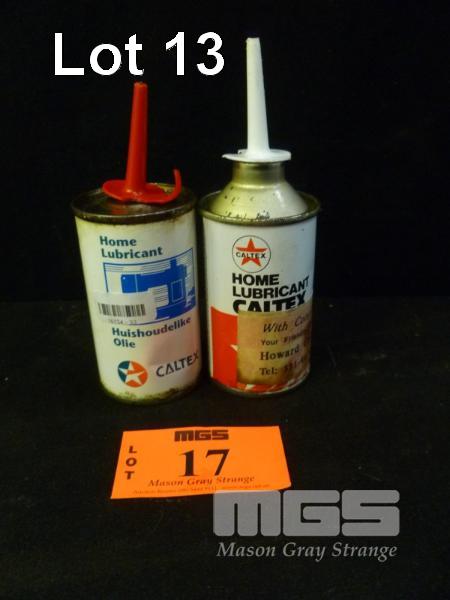 Lot 13
Home
Lubricant
Huishoudelike
Olie
CALTEX
CALTEX
HOME
LUBRICANT
CALTEX
With
Your
Howard
Tel:
MGS
LOT
17
Mason Gray Strange
MGS
Mason Gray Strange